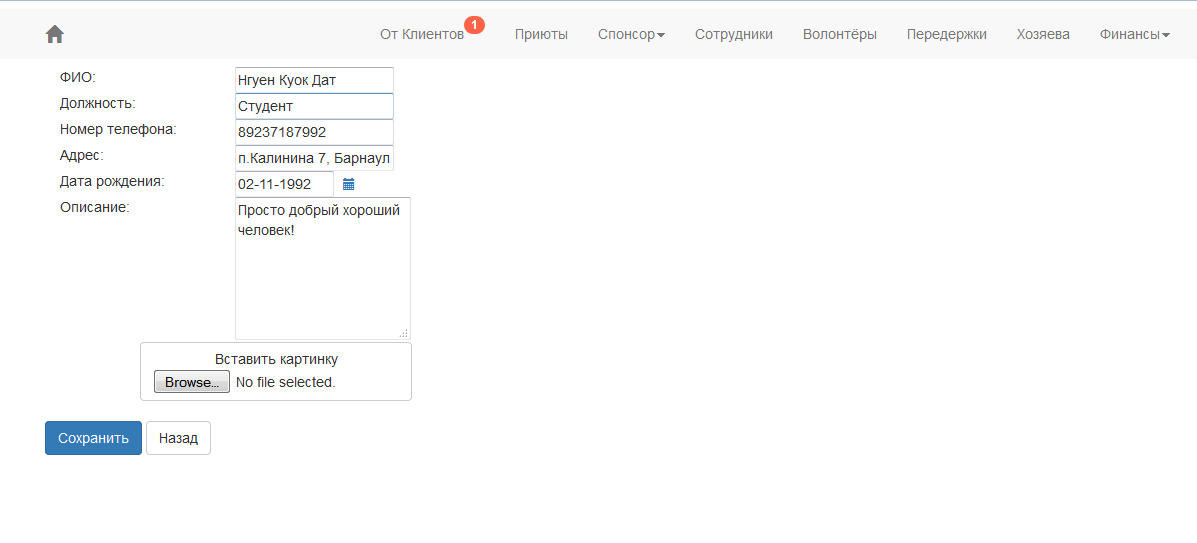 От Клиентов 1 Приюты Спонсор Сотрудники Волонтёры Передержки Хозяева Финансы
ФИО: Нгуен Куок Дат
Должность: Студент
Номер телефона: 89237187992
Адрес: п.Калинина 7, Барнаул
Дата рождения: 02-11-1992
Описание: Просто добрый хороший
человек!
Вставить картинку
Browse... No file selected.
Сохранить Назад